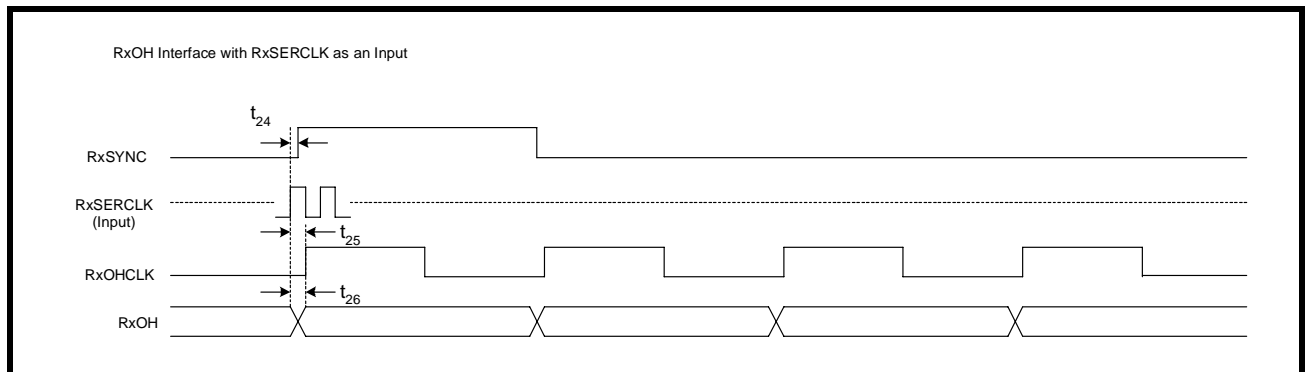 RxOH Interface with RxSERCLK as an Input
t24
RxSYNC
RxSERCLK
(Input)
t25
RxOHCLK
t26
RxOH